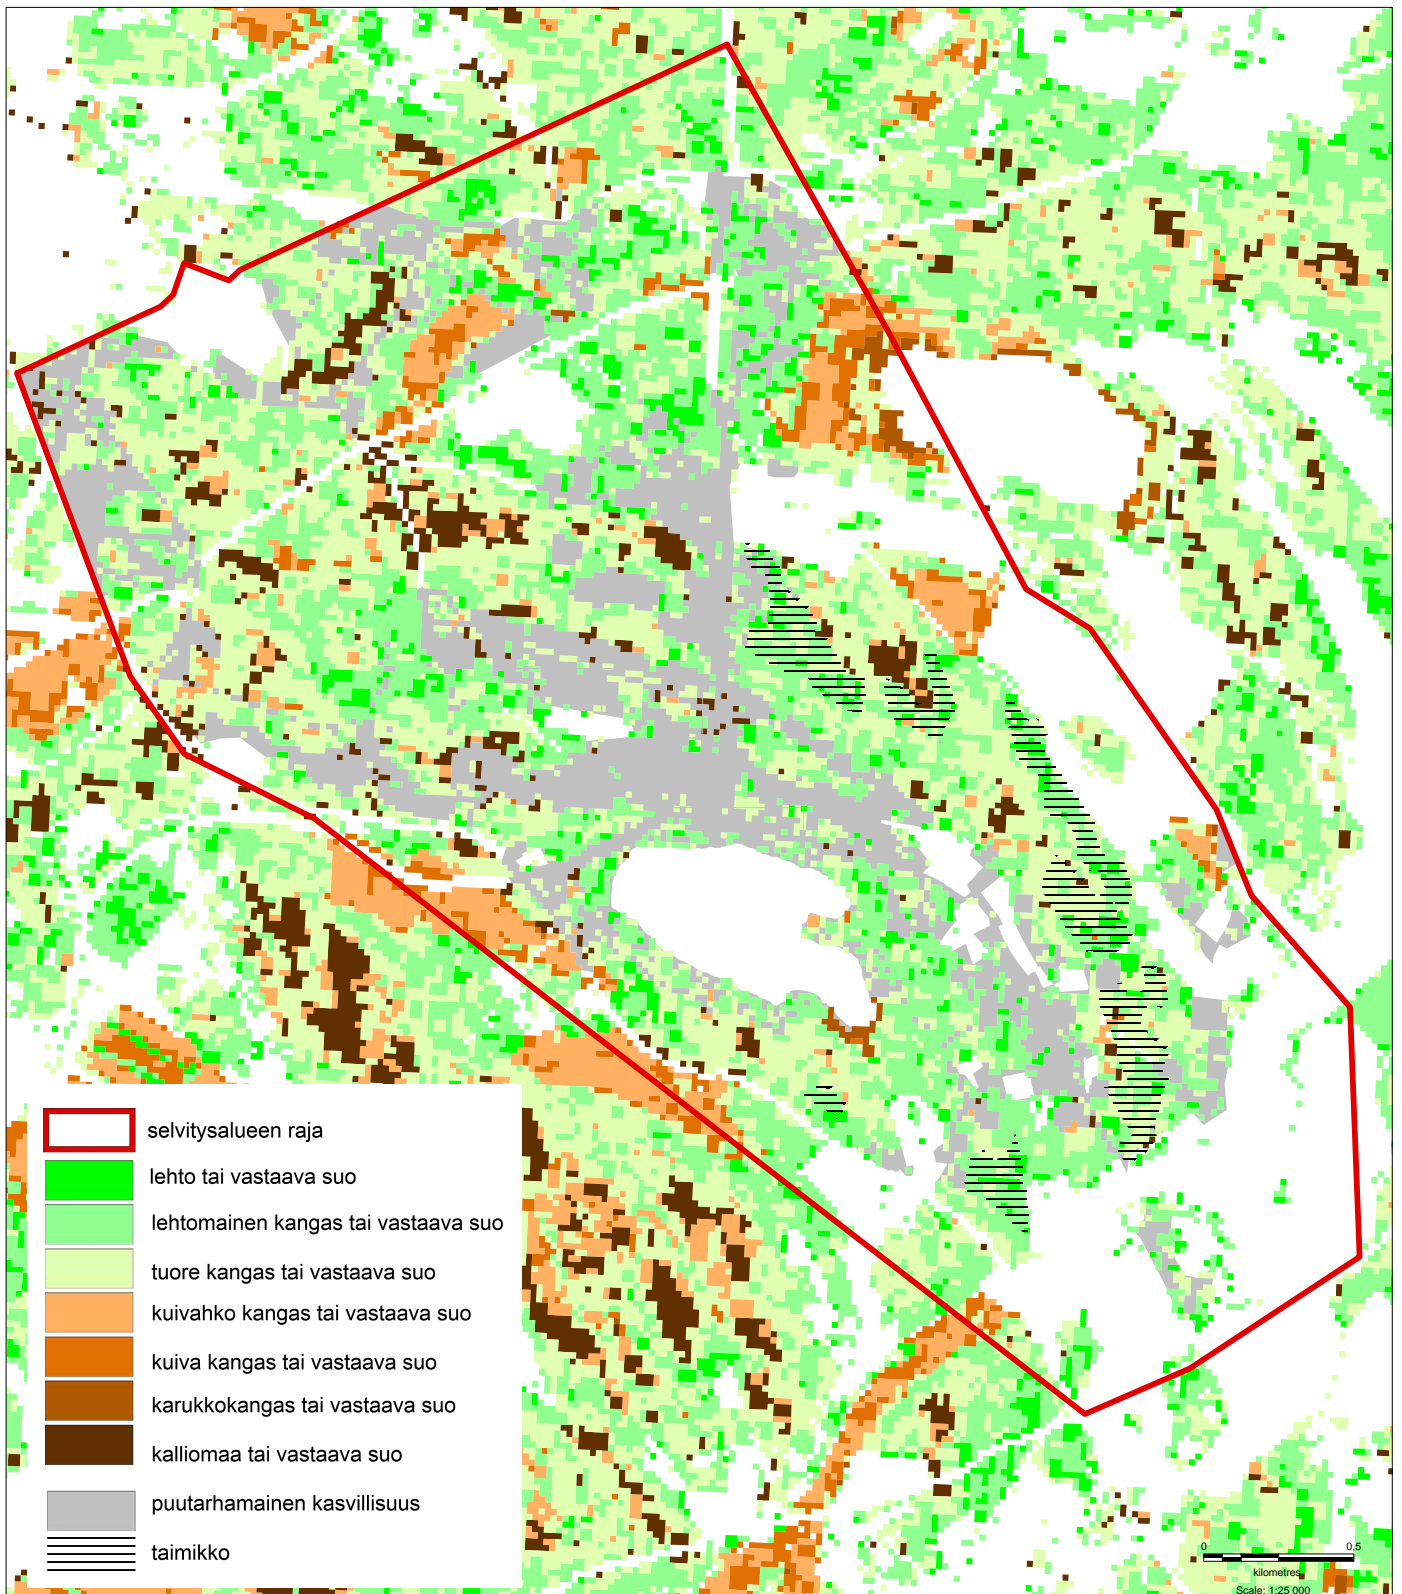 selvitysalueen raja
lehto tai vastaava suo
lehtomainen kangas tai vastaava suo
tuore kangas tai vastaava suo
kuivahko kangas tai vastaava suo
kuiva kangas tai vastaava suo
karukkokangas tai vastaava suo
kalliomaa tai vastaava suo
puutarhamainen kasvillisuus
taimikko
0 0,5
kilometres
Scale: 1:25 000